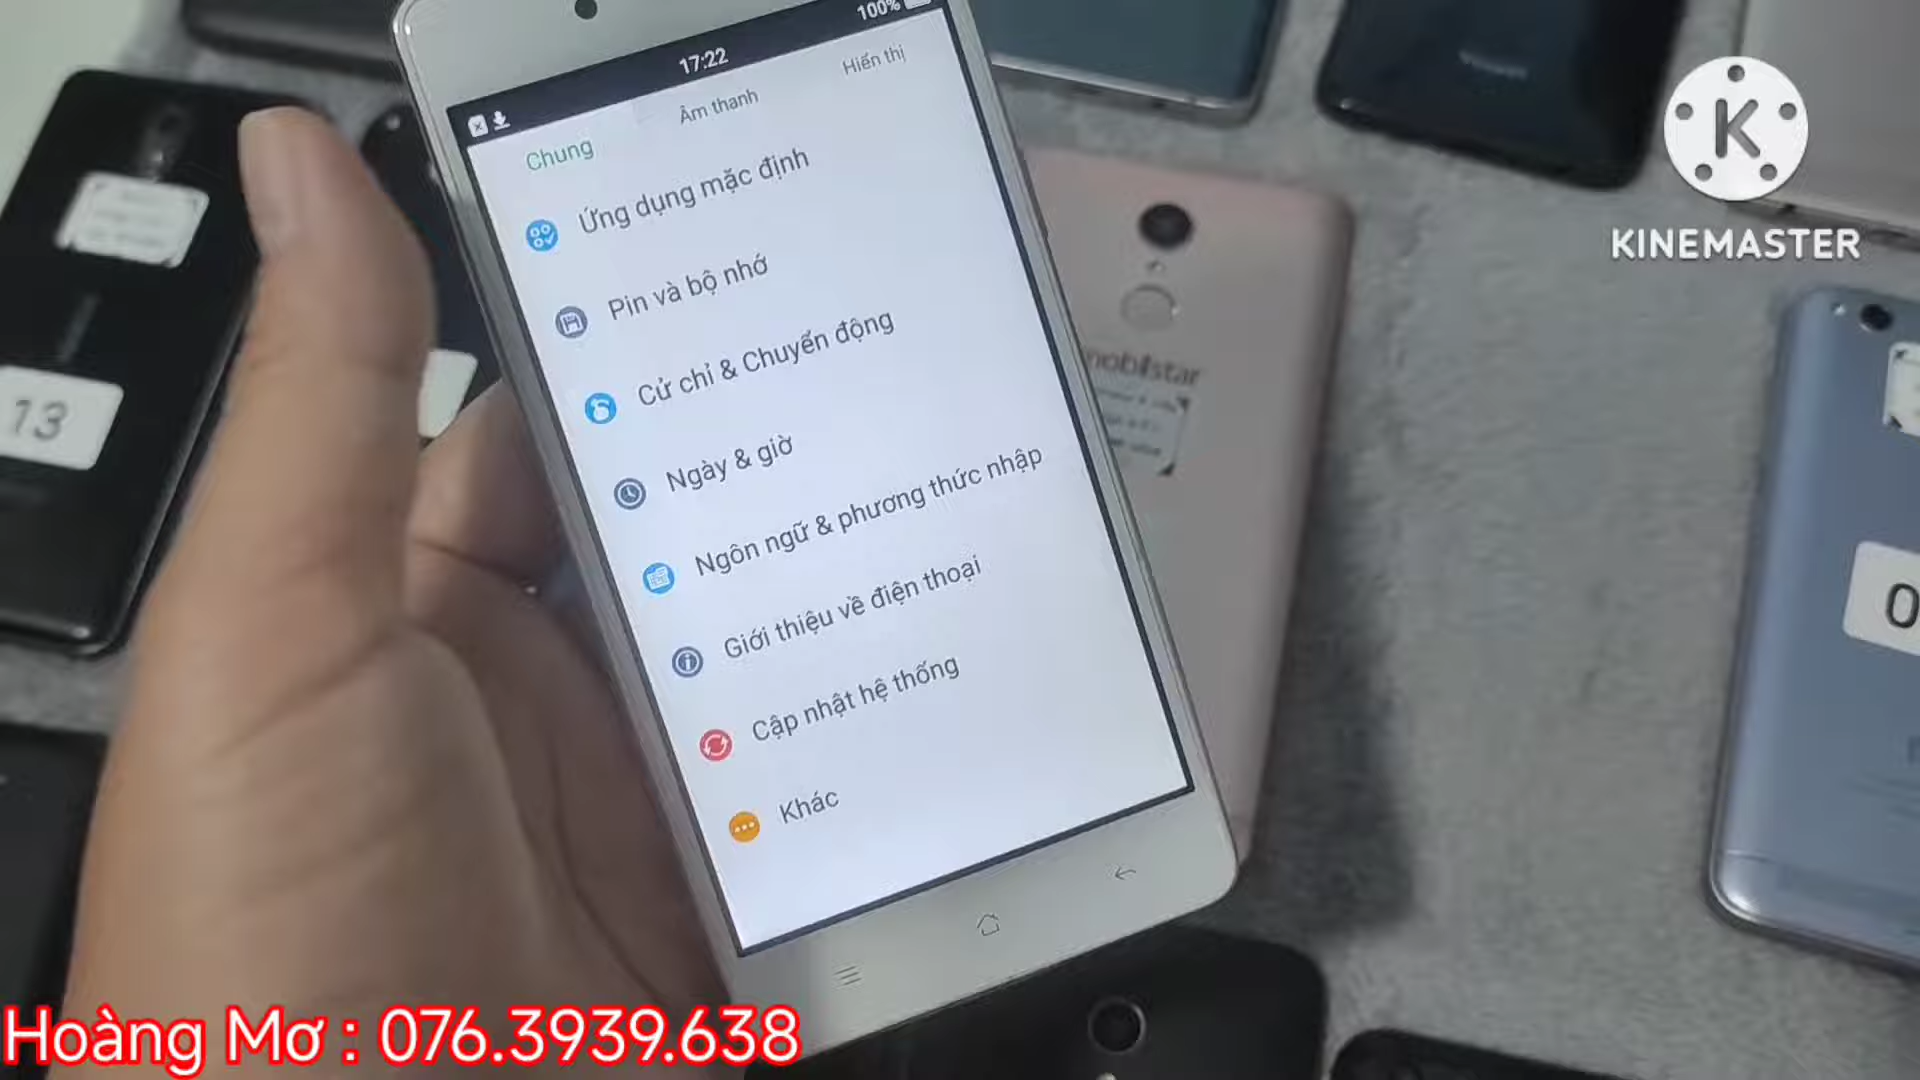 100%
17:22
Chung
Âm thanh
Hiển thị
Ứng dụng mặc định
Pin và bộ nhớ
Cử chỉ & Chuyển động
Ngày & giờ
Ngôn ngữ & phương thức nhập
Giới thiệu về điện thoại
Cập nhật hệ thống
Khác
K
KINEMASTER
mobiistar
13
0
Hoàng Mơ : 076.3939.638